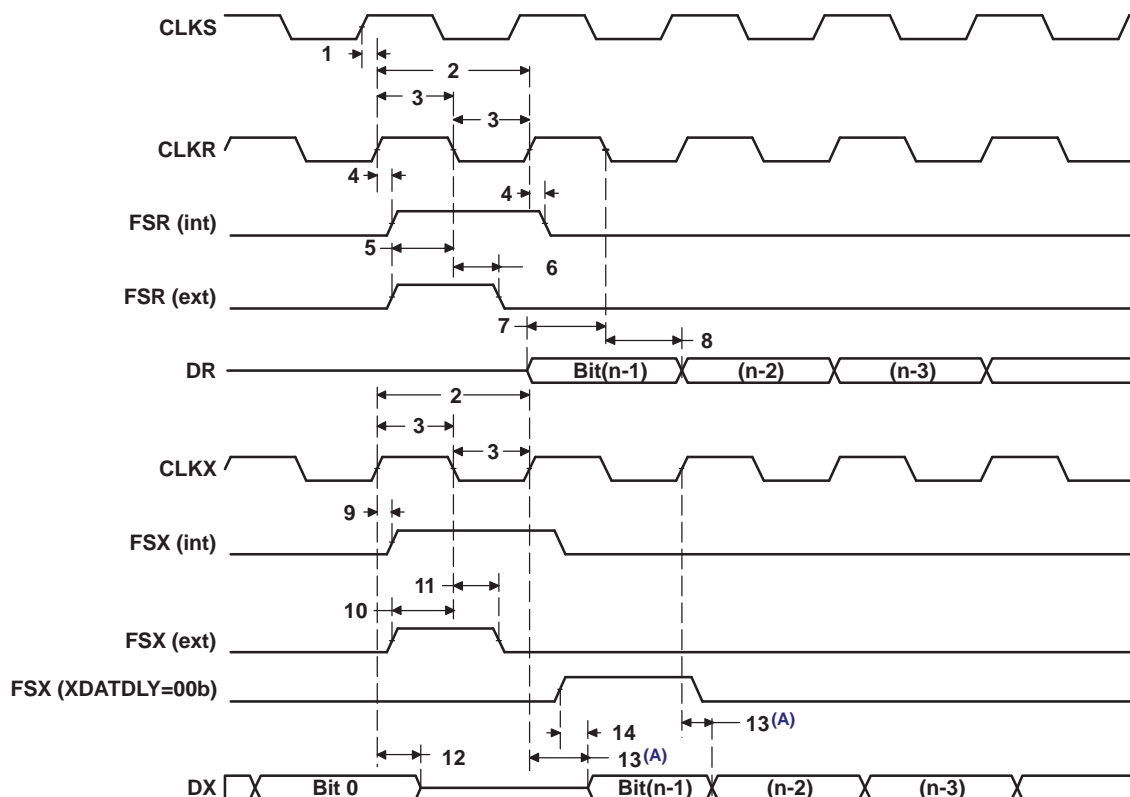 CLKS
1
2
3
3
CLKR
4
4
FSR (int)
5
6
FSR (ext)
7
8
DR Bit(n-1) (n-2) (n-3)
2
3
3
CLKX
9
FSX (int)
11
10
FSX (ext)
FSX (XDATDLY=00b)
14 13(A)
12 13(A)
DX Bit 0 Bit(n-1) (n-2) (n-3)